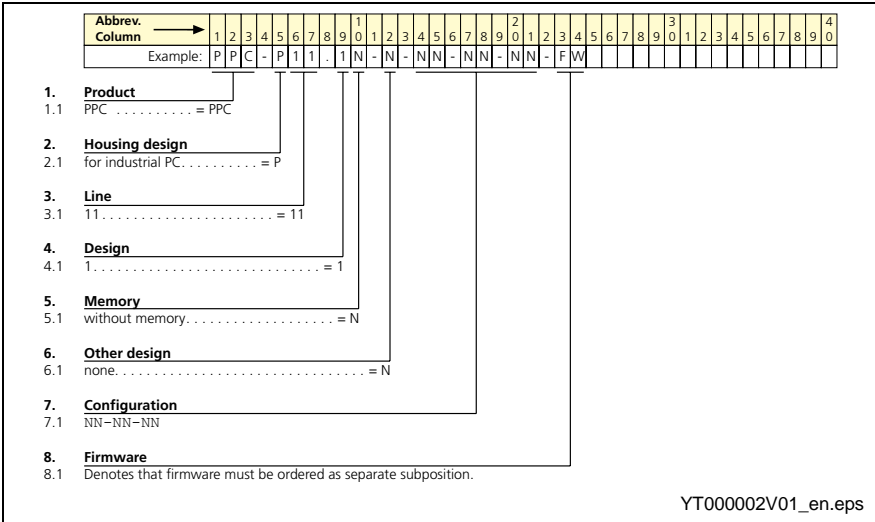 Abbrev. 1 2 3 4
Column 1 2 3 4 5 6 7 8 9 0 1 2 3 4 5 6 7 8 9 0 1 2 3 4 5 6 7 8 9 0 1 2 3 4 5 6 7 8 9 0
Example: P P C - P 1 1 . 1 N - N - N N - N N - N N - F W
1. Product
1.1 PPC . . . . . . . . . . = PPC
2. Housing design
2.1 for industrial PC. . . . . . . . . . = P
3. Line
3.1 11. . . . . . . . . . . . . . . . . . . . . . . = 11
4. Design
4.1 1. . . . . . . . . . . . . . . . . . . . . . . . . . . . = 1
5. Memory
5.1 without memory. . . . . . . . . . . . . . . . . . . . = N
6. Other design
6.1 none. . . . . . . . . . . . . . . . . . . . . . . . . . . . . . . . . = N
7. Configuration
7.1 NN-NN-NN
8. Firmware
8.1 Denotes that firmware must be ordered as separate subposition.
YT000002V01_en.eps